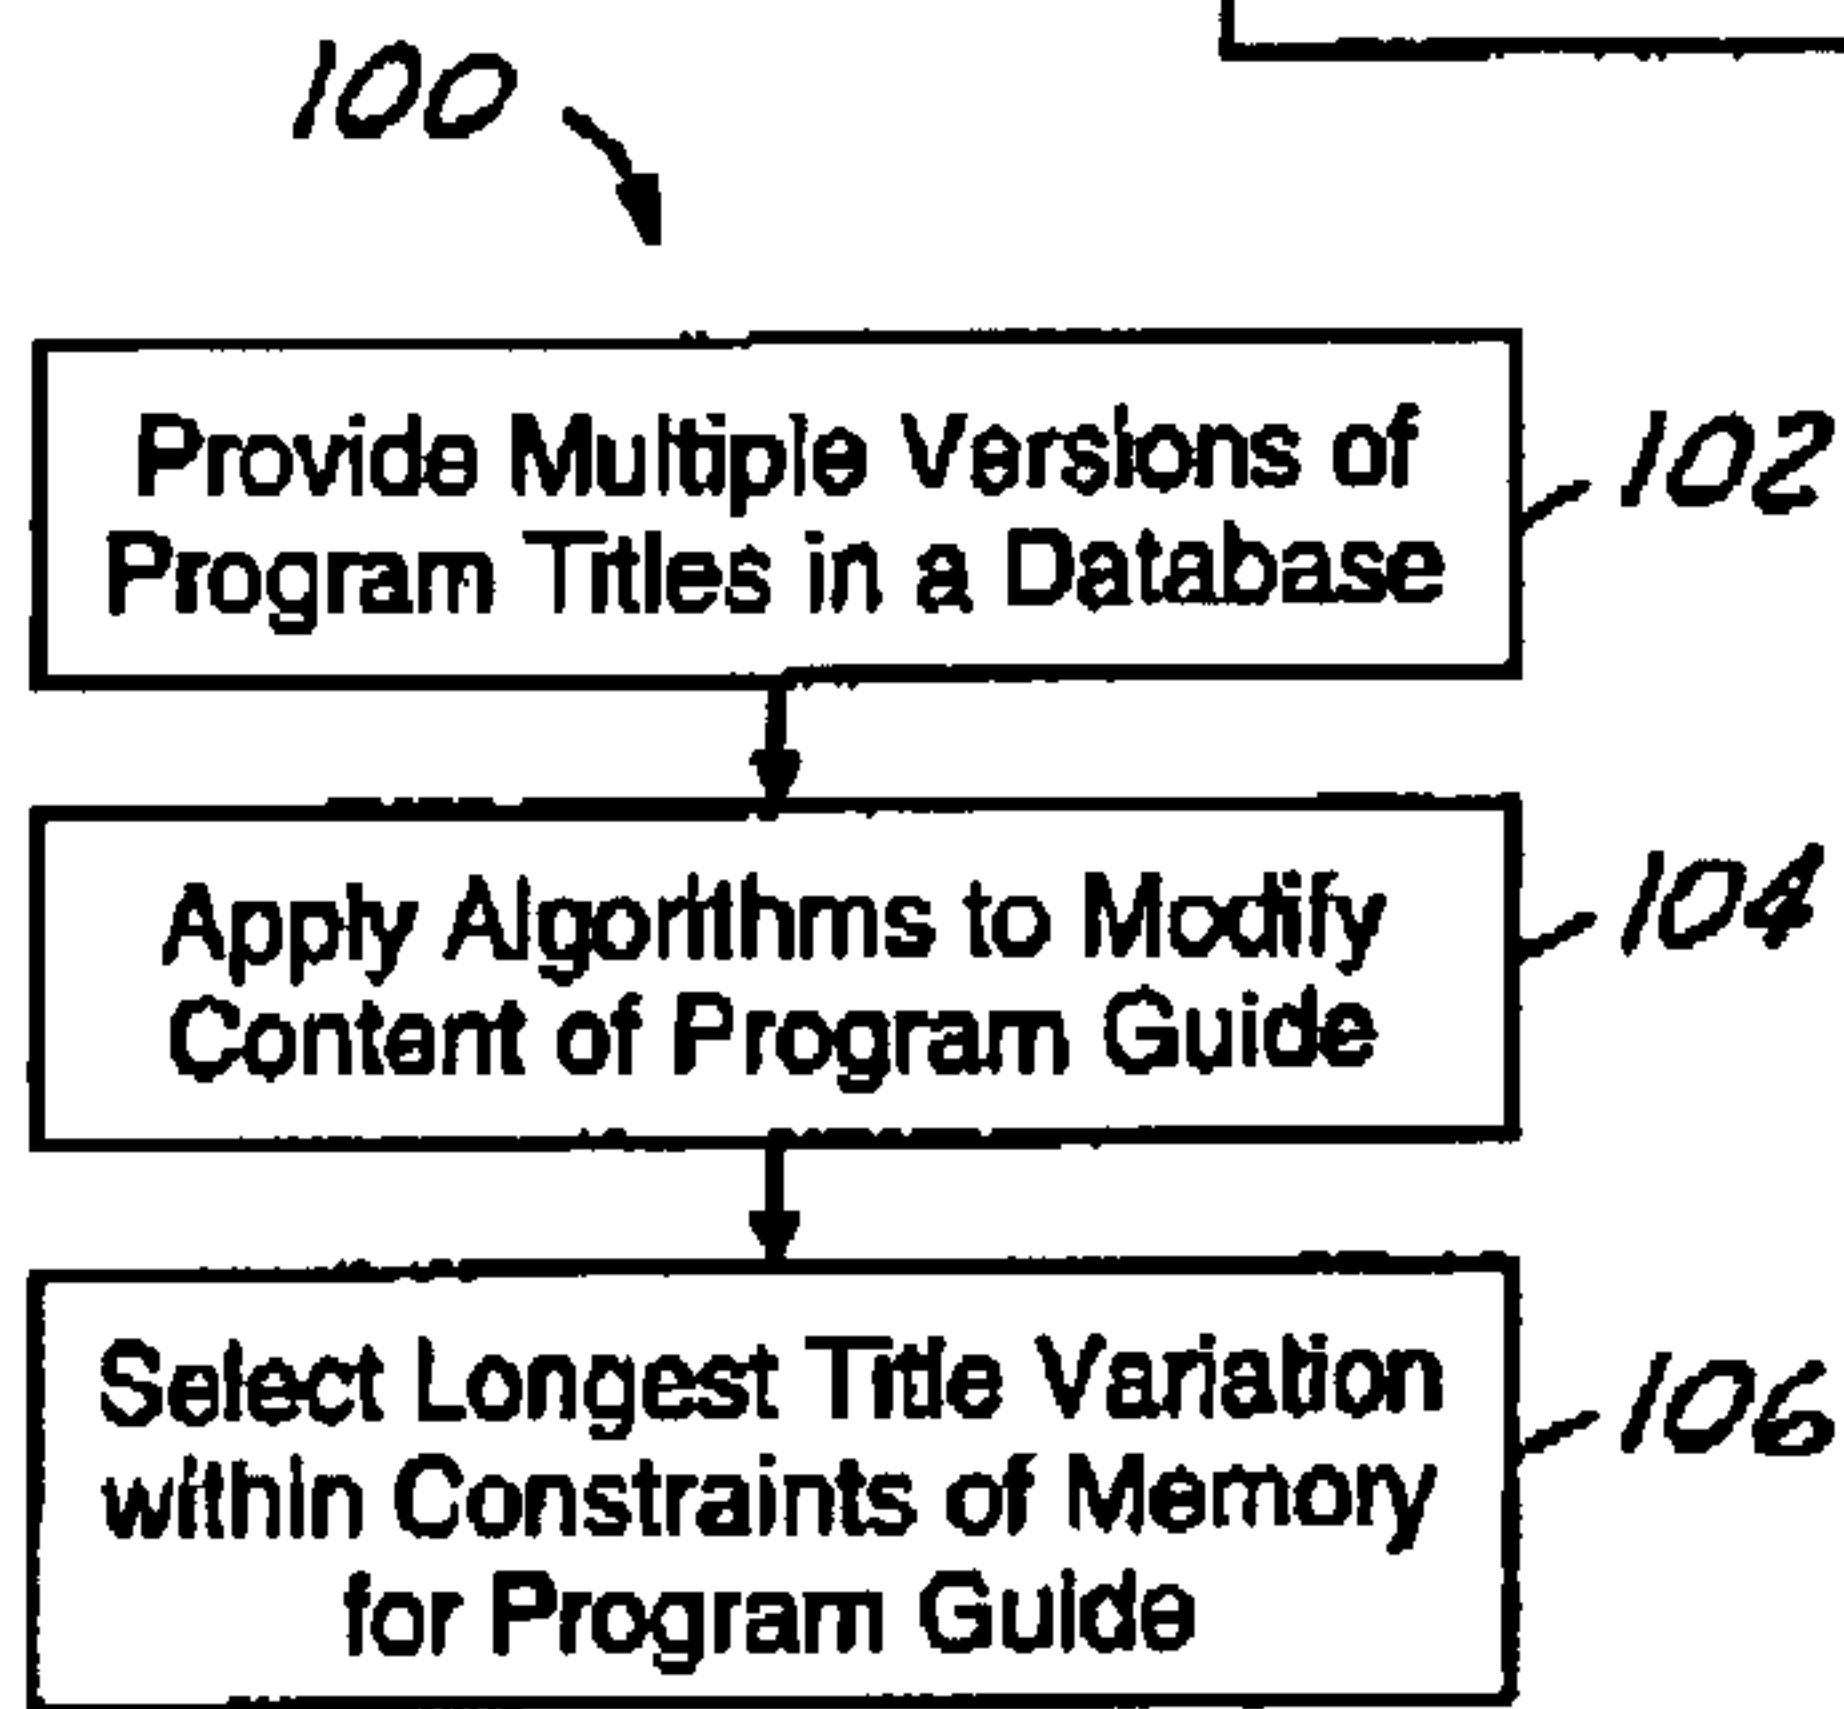 100
Provide Multiple Versions of
Program Titles in a Database
102
Apply Algorithms to Modify
Content of Program Guide
104
Select Longest Title Variation
within Constraints of Memory
for Program Guide
106